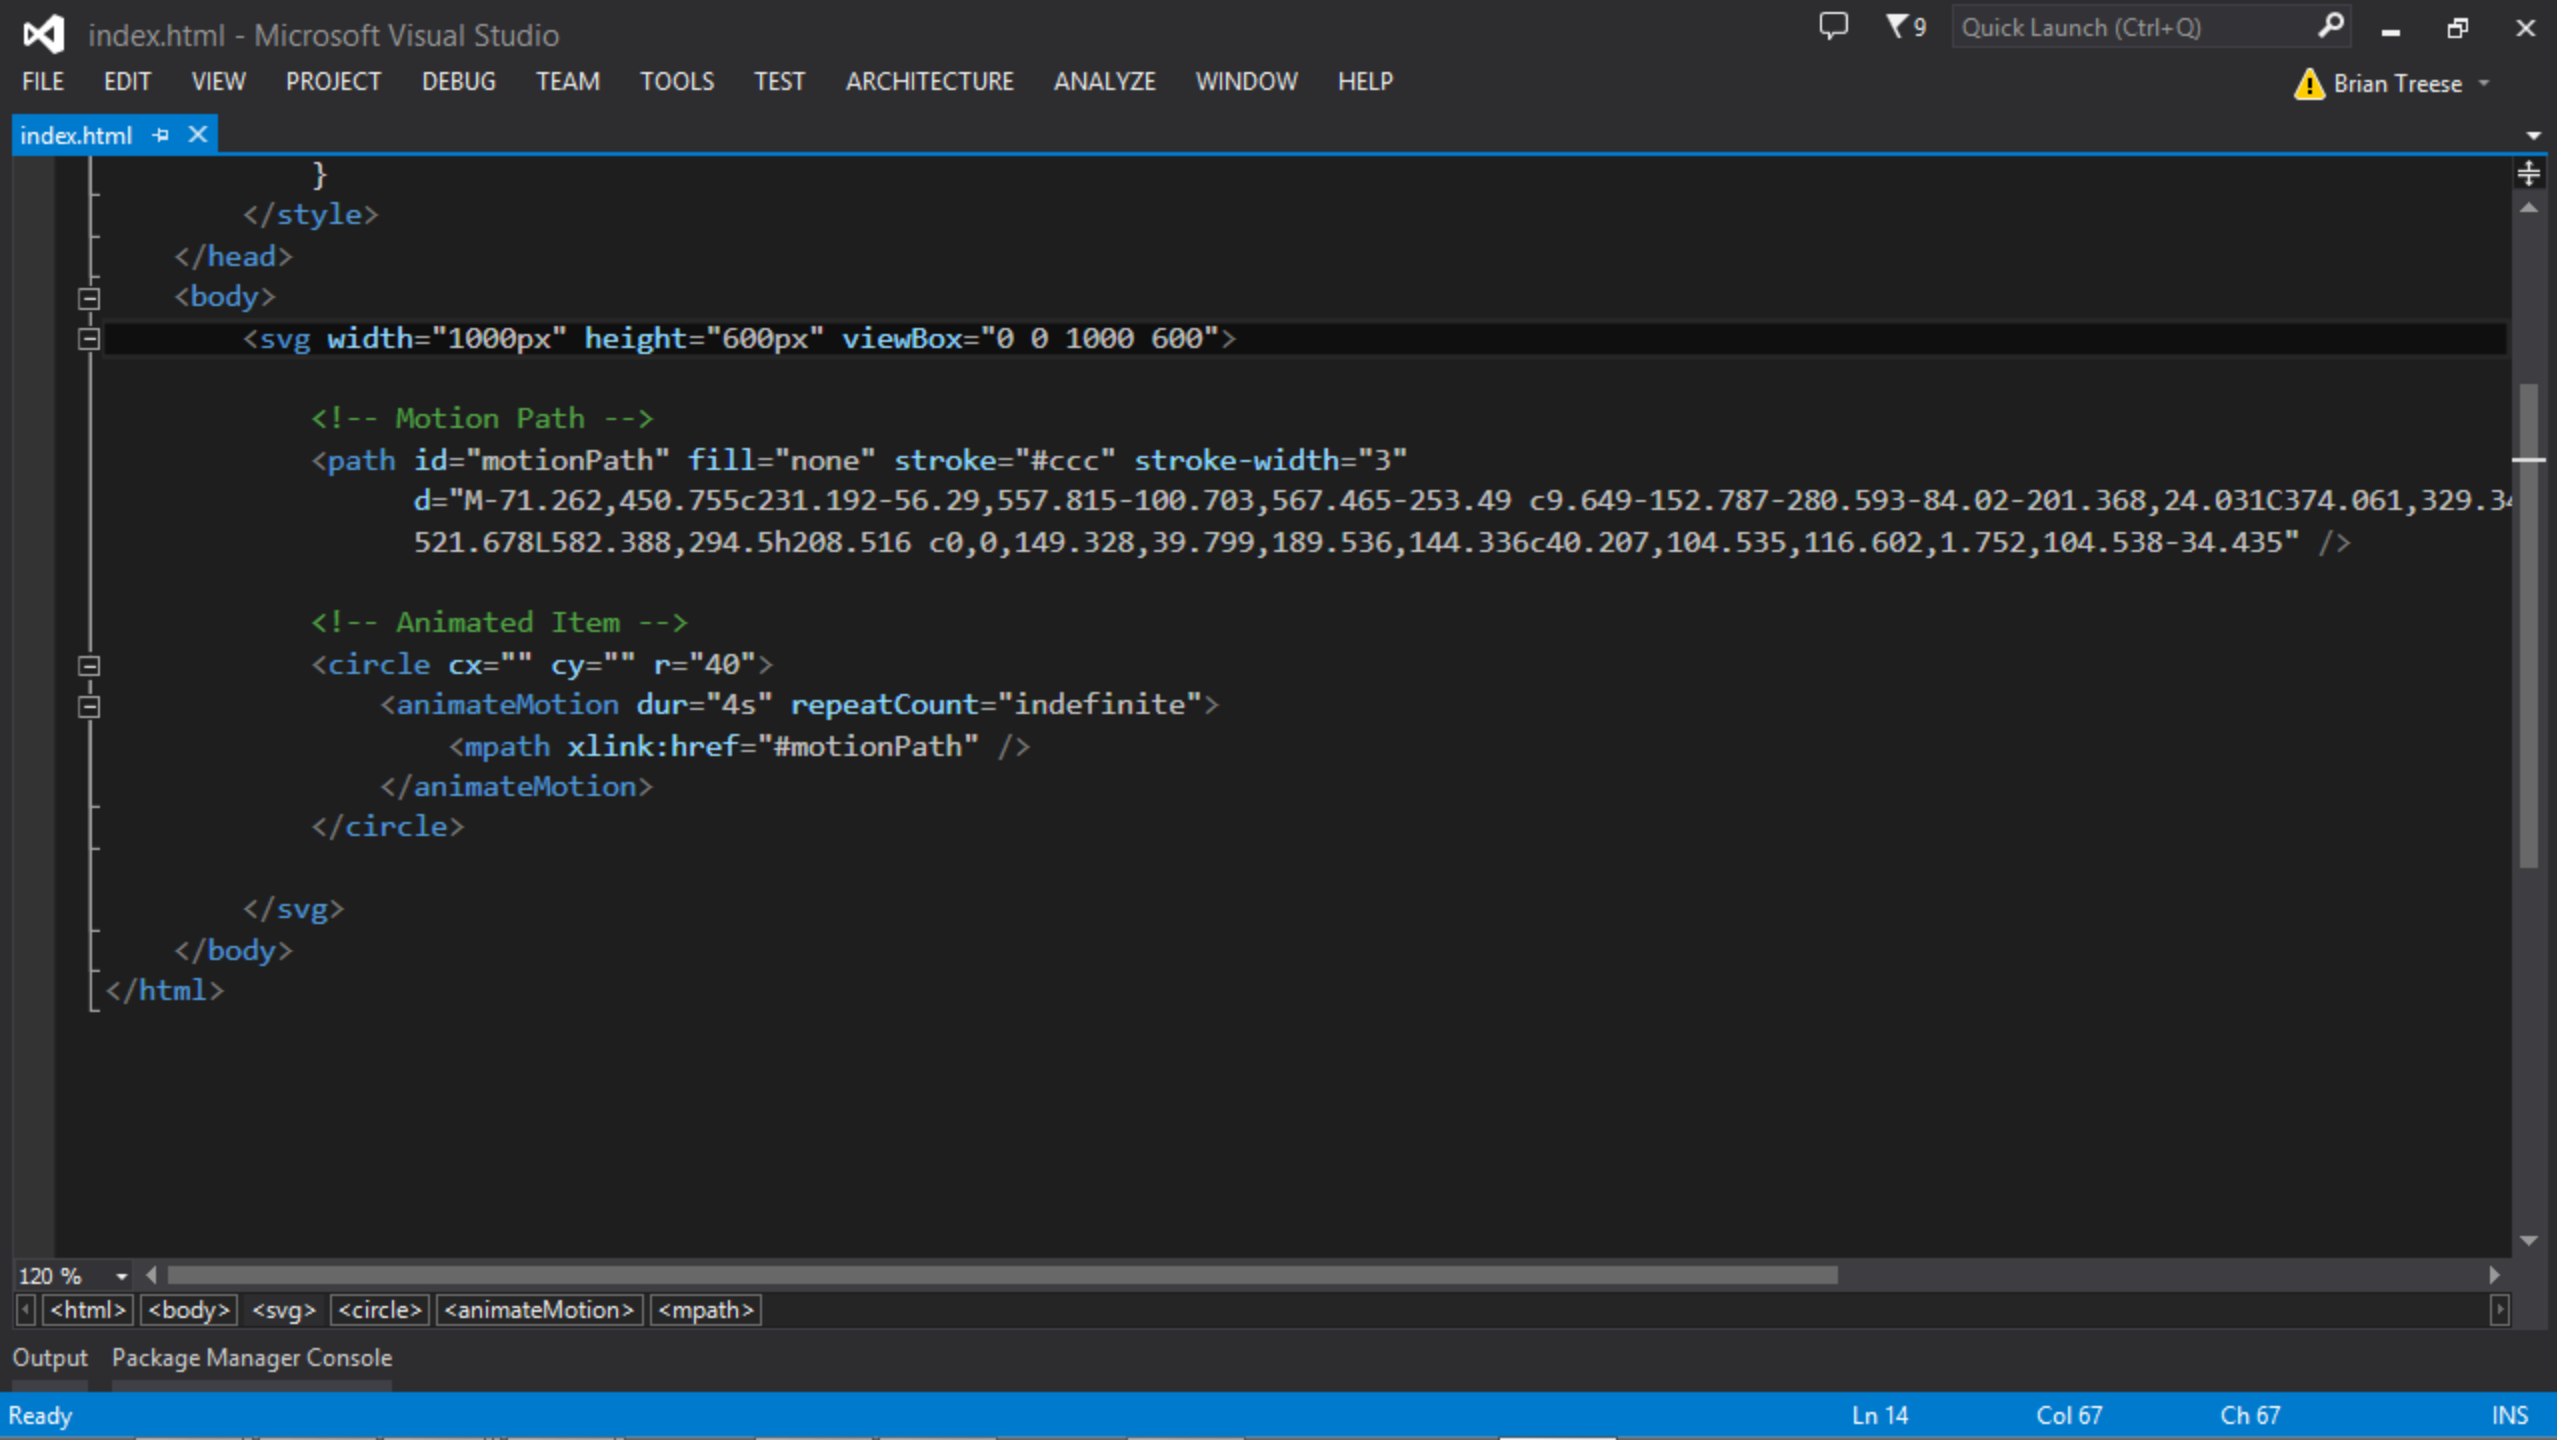 index.html - Microsoft Visual Studio
9
Quick Launch (Ctrl+Q)
FILE EDIT VIEW PROJECT DEBUG TEAM TOOLS TEST ARCHITECTURE ANALYZE WINDOW HELP
Brian Treese
index.html
}
</style>
</head>
<body>
<svg width="1000px" height="600px" viewBox="0 0 1000 600">
<!-- Motion Path -->
<path id="motionPath" fill="none" stroke="#ccc" stroke-width="3"
d="M-71.262,450.755c231.192-56.29,557.815-100.703,567.465-253.49 c9.649-152.787-280.593-84.02-201.368,24.031C374.061,329.34
521.678L582.388,294.5h208.516 c0,0,149.328,39.799,189.536,144.336c40.207,104.535,116.602,1.752,104.538-34.435" />
<!-- Animated Item -->
<circle cx="" cy="" r="40">
<animateMotion dur="4s" repeatCount="indefinite">
<mpath xlink:href="#motionPath" />
</animateMotion>
</circle>
</svg>
</body>
</html>
120 %
<html> <body> <svg> <circle> <animateMotion> <mpath>
Output Package Manager Console
Ready Ln 14 Col 67 Ch 67 INS